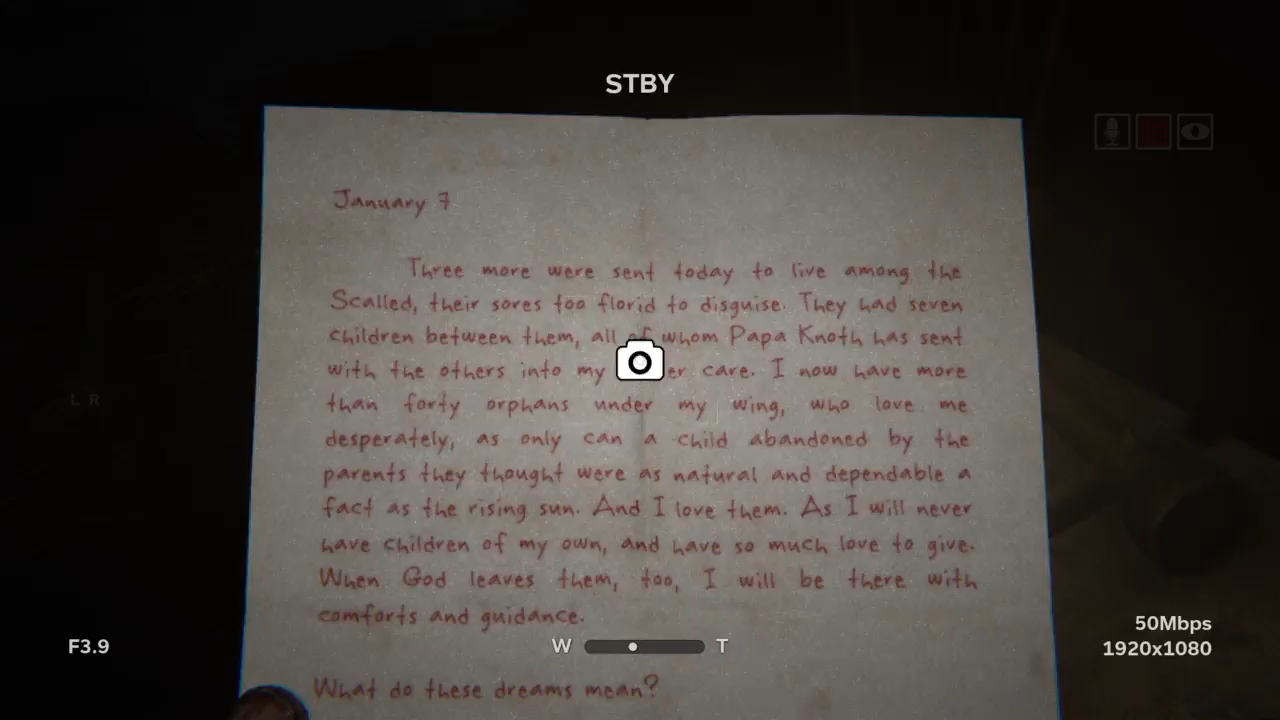 STBY
January 7
Three more were sent today to live among the
Scalled, their sores too florid to disguise. They had seven
children between them, all of whom Papa Knoth has sent
with the others into my er care. I now have more
than forty orphans under my wing, who love me
desperately, as only can a child abandoned by the
parents they thought were as natural and dependable a
fact as the rising sun. And I love them. As I will never
have children of my own, and have so much love to give.
When God leaves them, too, I will be there with
comforts and guidance.
What do these dreams mean?
L R
F3.9
W T
50Mbps
1920x1080